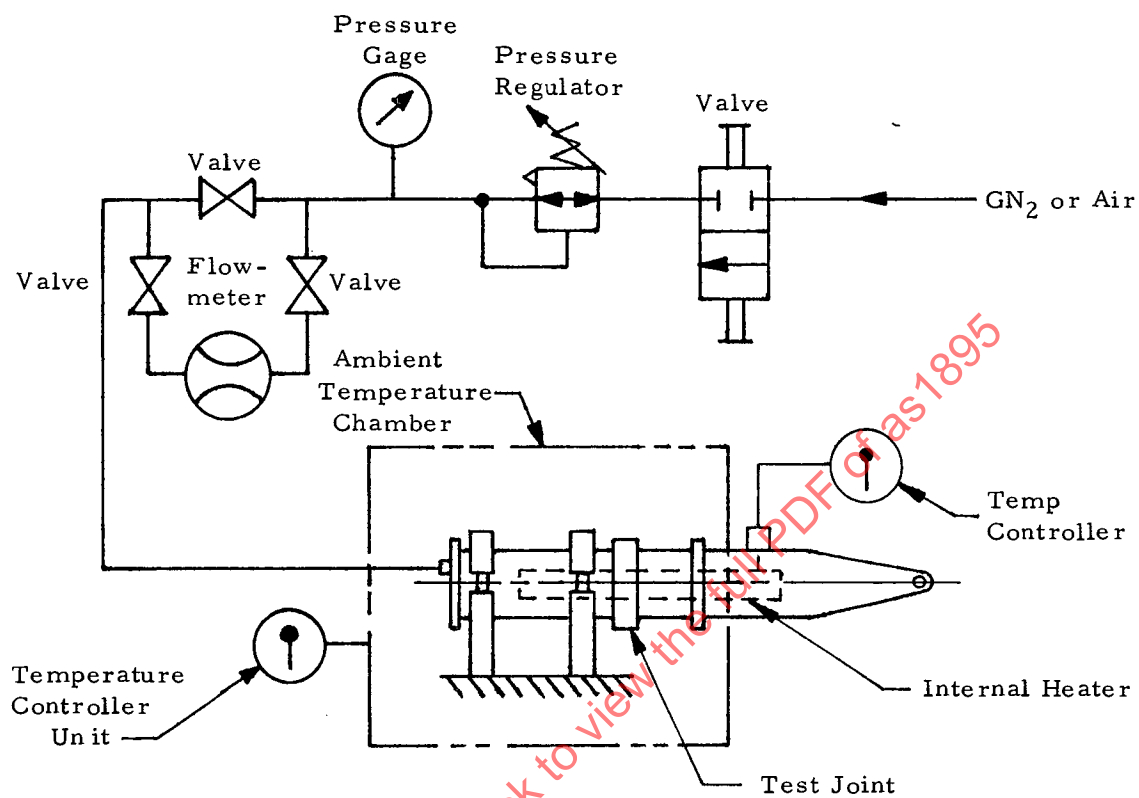 Pressure
Gage
Pressure
Regulator
Valve
Valve
GN₂ or Air
Valve
Flow-
meter
Valve
Ambient
Temperature
Chamber
Temp
Controller
Temperature
Controller
Unit
Internal Heater
Test Joint
k to view the full PDF of as1895